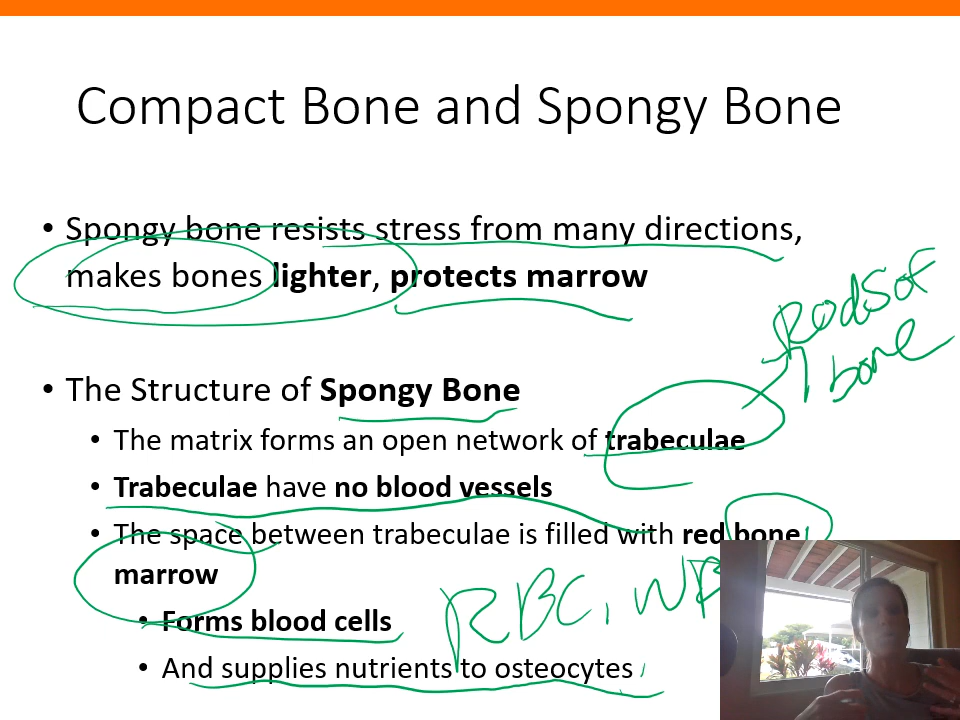 Compact Bone and Spongy Bone
• Spongy bone resists stress from many directions,
makes bones lighter, protects marrow
Rods of
bone
• The Structure of Spongy Bone
• The matrix forms an open network of trabeculae
• Trabeculae have no blood vessels
• The space between trabeculae is filled with red bone
marrow
RBC, WB
• Forms blood cells
• And supplies nutrients to osteocytes